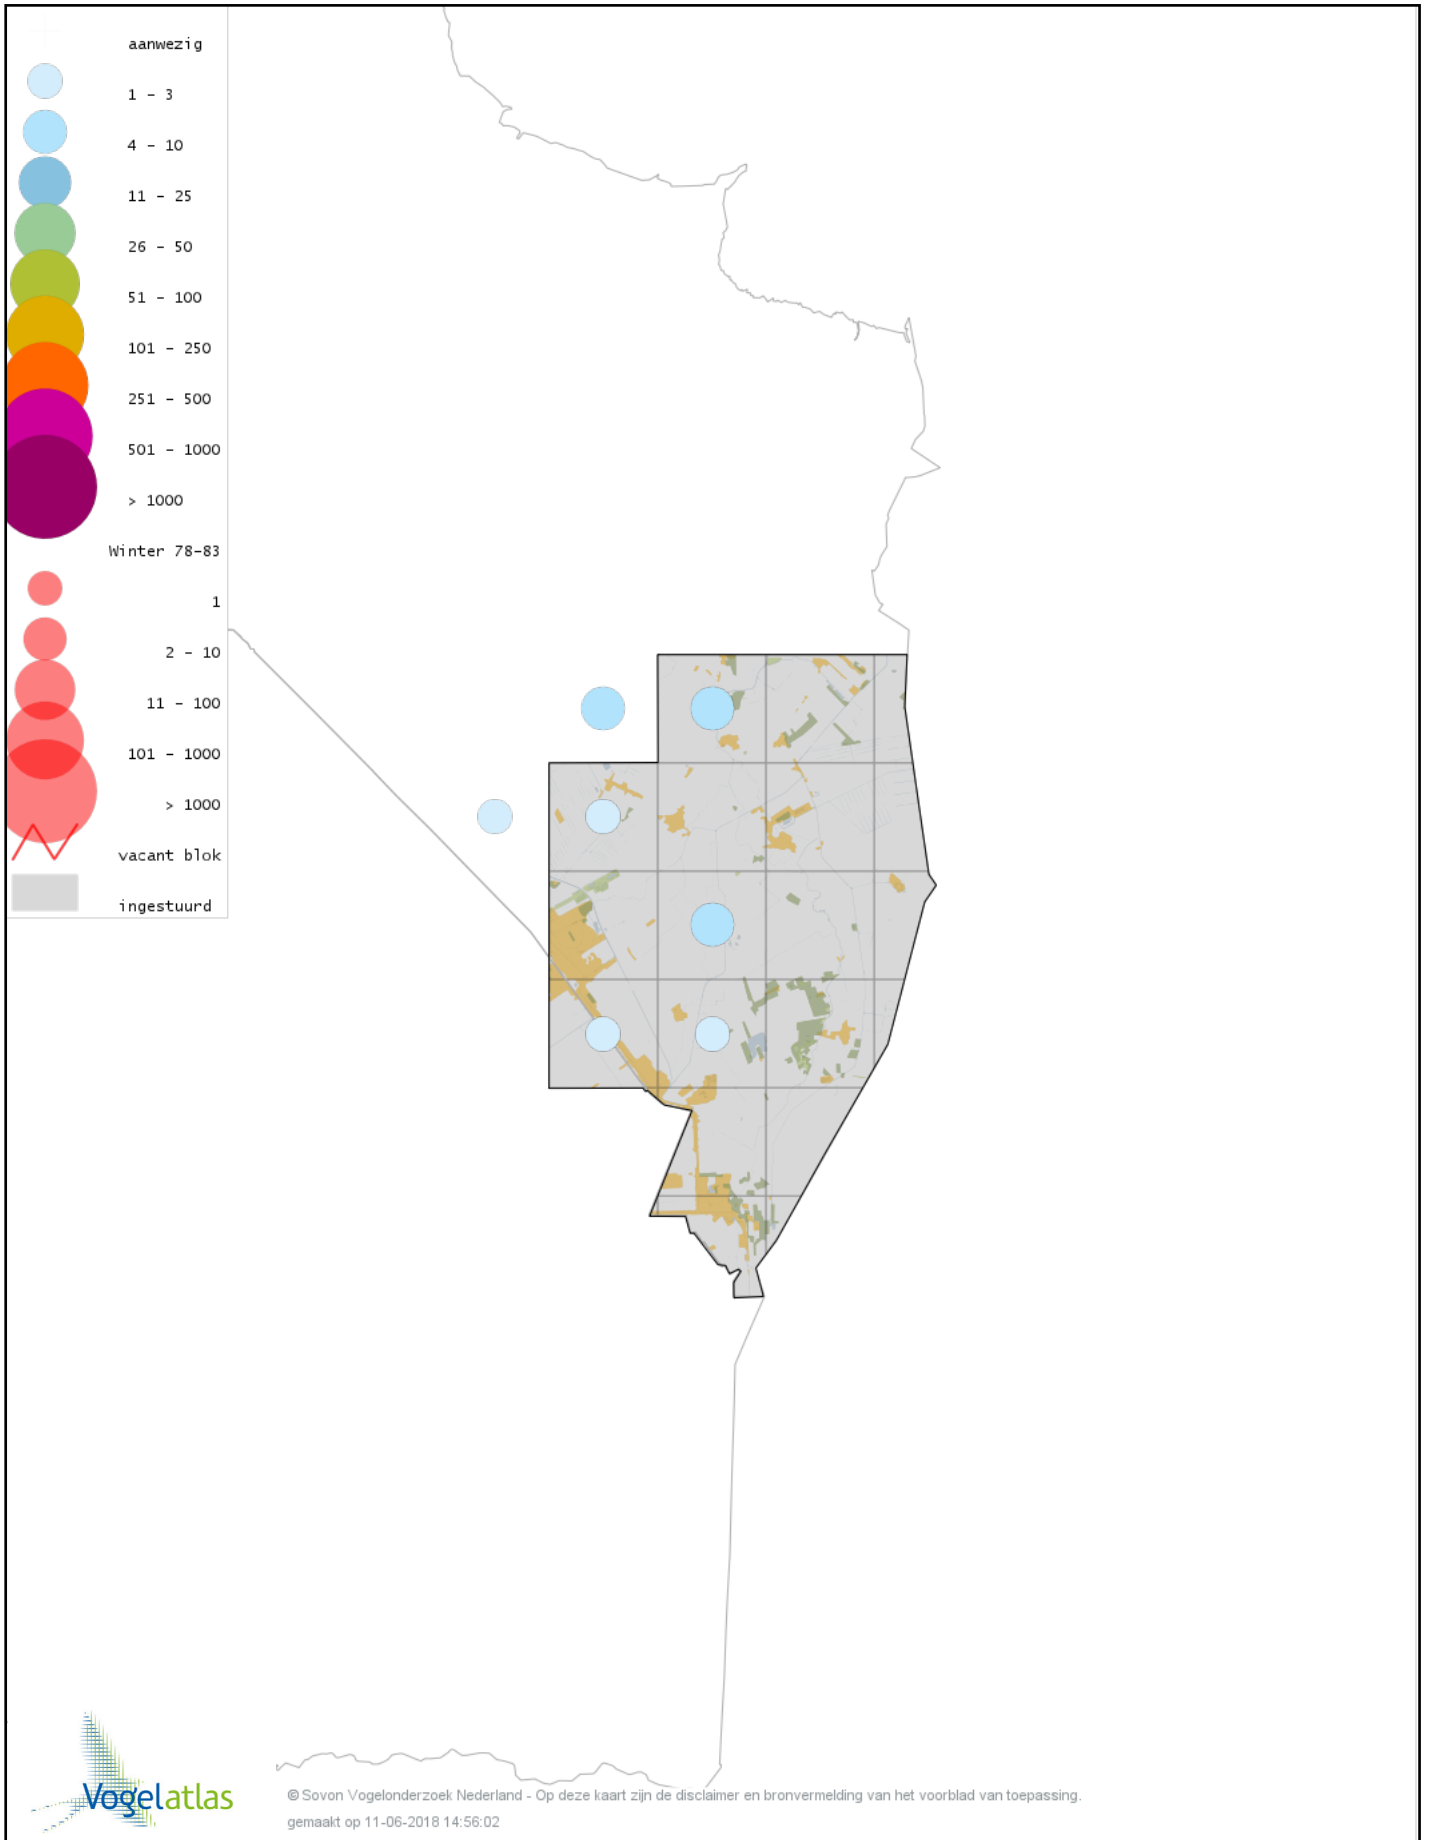 aanwezig
1 - 3
4 - 10
11 - 25
26 - 50
51 - 100
101 - 250
251 - 500
501 - 1000
> 1000
Winter 78-83
1
2 - 10
11 - 100
101 - 1000
> 1000
vacant blok
ingestuurd
Vogelatlas
© Sovon Vogelonderzoek Nederland - Op deze kaart zijn de disclaimer en bronvermelding van het voorblad van toepassing.
gemaakt op 11-06-2018 14:56:02